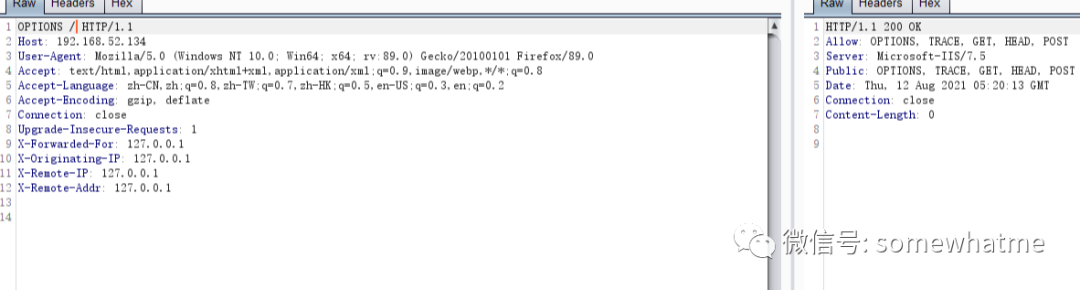 Raw Headers Hex
1 OPTIONS / HTTP/1.1
2 Host: 192.168.52.134
3 User-Agent: Mozilla/5.0 (Windows NT 10.0; Win64; x64; rv:89.0) Gecko/20100101 Firefox/89.0
4 Accept: text/html,application/xhtml+xml,application/xml;q=0.9,image/webp,*/*;q=0.8
5 Accept-Language: zh-CN,zh;q=0.8,zh-TW;q=0.7,zh-HK;q=0.5,en-US;q=0.3,en;q=0.2
6 Accept-Encoding: gzip, deflate
7 Connection: close
8 Upgrade-Insecure-Requests: 1
9 X-Forwarded-For: 127.0.0.1
10 X-Originating-IP: 127.0.0.1
11 X-Remote-IP: 127.0.0.1
12 X-Remote-Addr: 127.0.0.1
13
14
Raw Headers Hex
1 HTTP/1.1 200 OK
2 Allow: OPTIONS, TRACE, GET, HEAD, POST
3 Server: Microsoft-IIS/7.5
4 Public: OPTIONS, TRACE, GET, HEAD, POST
5 Date: Thu, 12 Aug 2021 05:20:13 GMT
6 Connection: close
7 Content-Length: 0
8
9
微信号: somewhatme